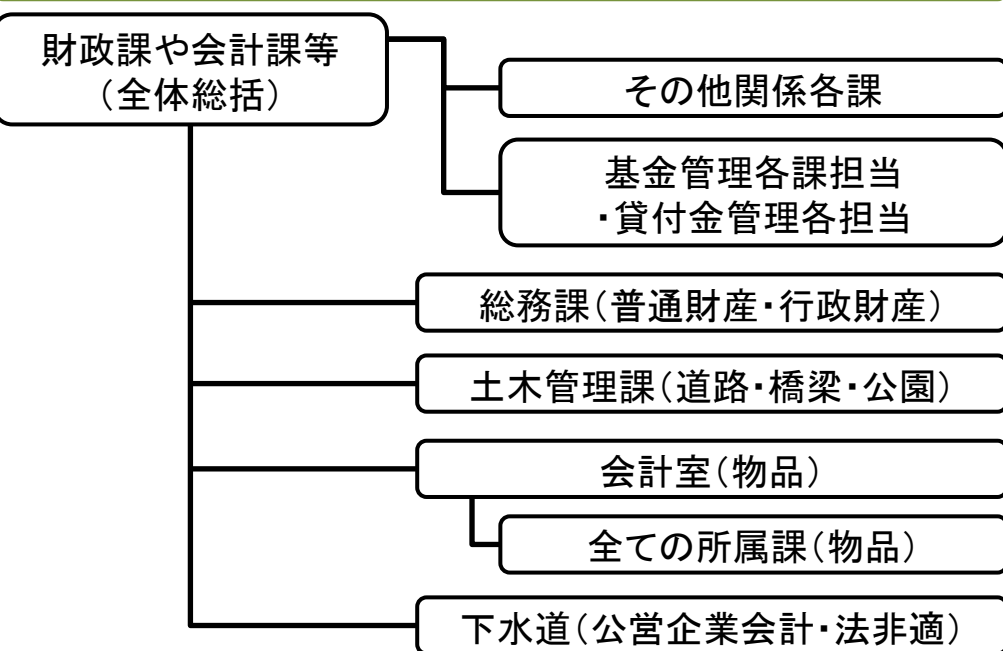 財政課や会計課等
（全体総括）
その他関係各課
基金管理各課担当
・貸付金管理各担当
総務課（普通財産・行政財産）
土木管理課（道路・橋梁・公園）
会計室（物品）
全ての所属課（物品）
下水道（公営企業会計・法非適）